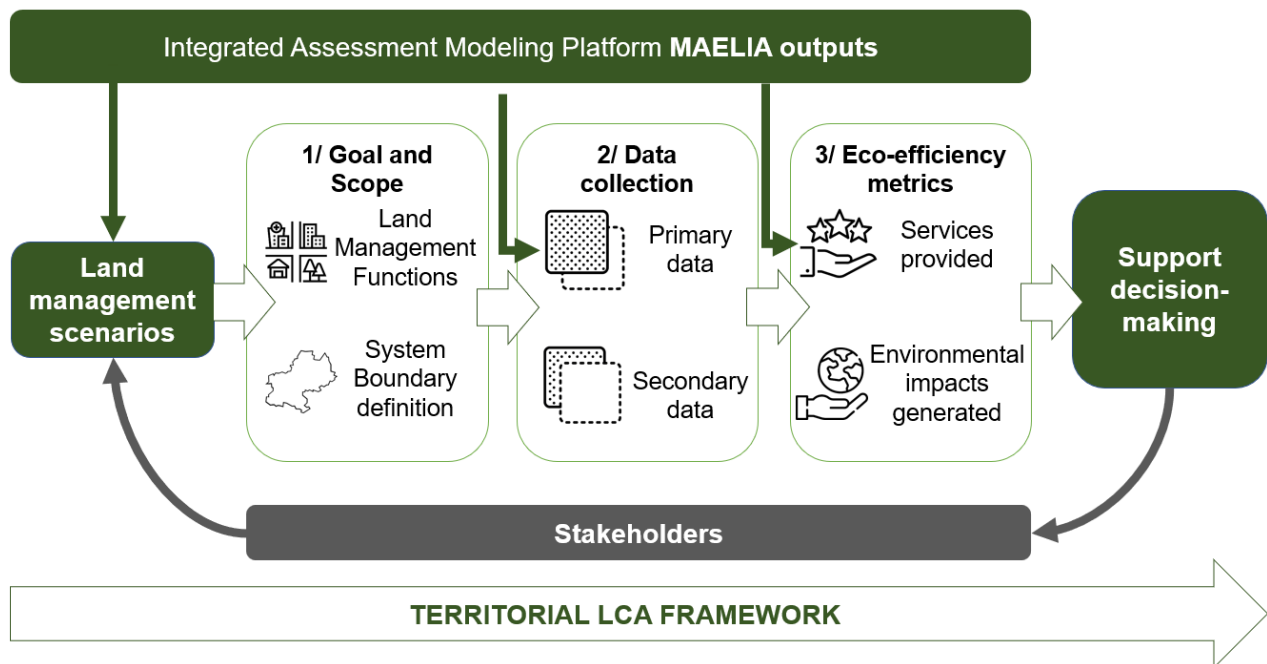 Integrated Assessment Modeling Platform MAELIA outputs
1/ Goal and
Scope
Land
Management
Functions
System
Boundary
definition
2/ Data
collection
Primary
data
Secondary
data
3/ Eco-efficiency
metrics
Services
provided
Environmental
impacts
generated
Land
management
scenarios
Support
decision-
making
Stakeholders
TERRITORIAL LCA FRAMEWORK